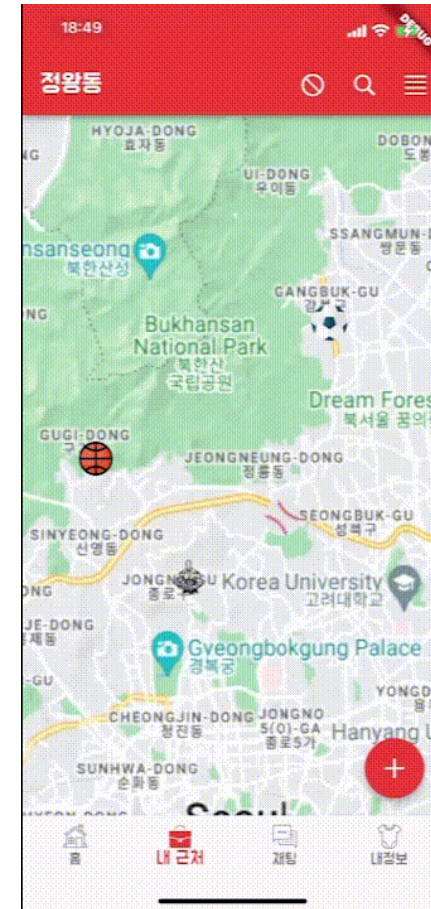 18:49
DEBUG
정왕동
HYOJA-DONG
효자동
DOBON
도봉
UI-DONG
우이동
SSANGMUN-
쌍문동
nsanseong
북한산성
GANGBUK-GU
Bukhansan
National Park
북한산
국립공원
Dream Fores
북서울 꿈의
GUGI-DONG
JEONGNEUNG-DONG
정릉동
SEONGBUK-GU
성북구
SINYEONG-DONG
신영동
Korea University
고려대학교
JE-DONG
Gyeongbokgung Palace
경복궁
-GU
YONGD
CHEONGJIN-DONG
청진동
JONGNO
5(O)-GA
종로5가
Hanyang U
SUNHWA-DONG
순화동
Seoul
홈
내 근처
채팅
내정보